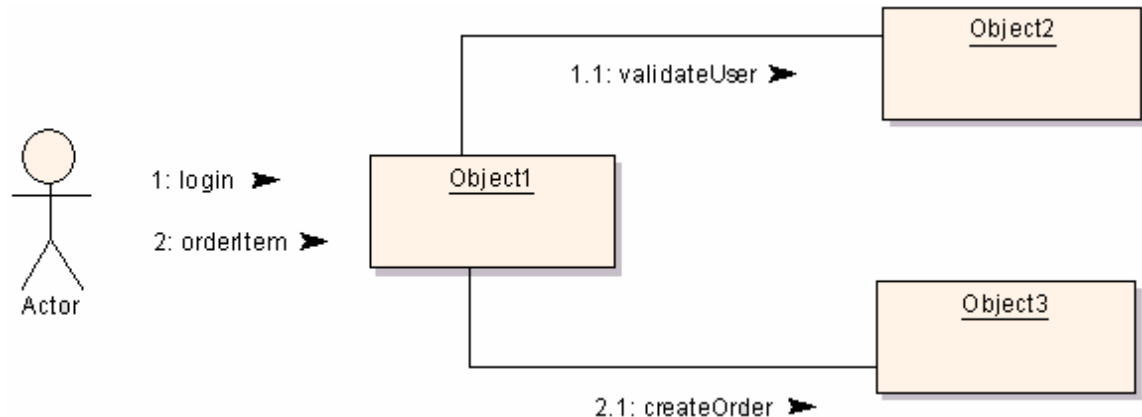 Object2
1.1: validateUser
Object1
1: login
2: orderItem
Actor
Object3
2.1: createOrder